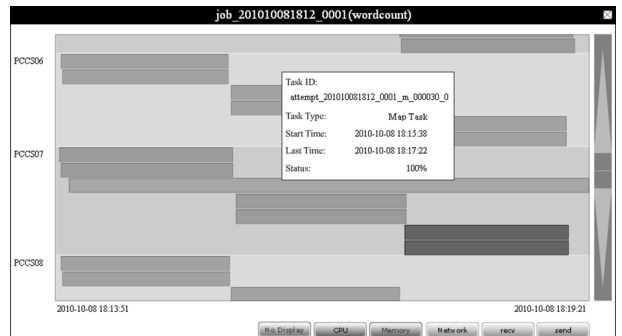 job_201010081812_0001(wordcount)
PCCS06
Task ID:
attempt_201010081812_0001_m_000030_0
Task Type: Map Task
Start Time: 2010-10-08 18:15:38
Last Time: 2010-10-08 18:17:22
Status: 100%
PCCS07
PCCS08
2010-10-08 18:13:51 2010-10-08 18:19:21
No Display CPU Memory Network recv send